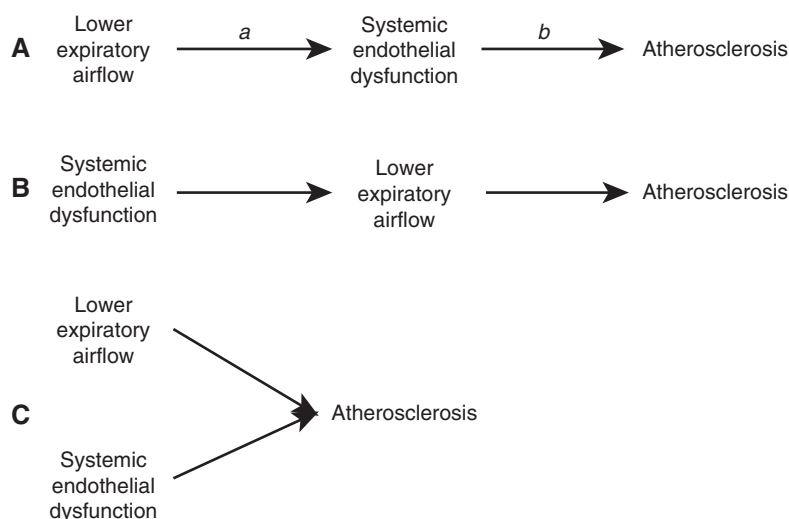 Lower
expiratory
airflow
A
a
Systemic
endothelial
dysfunction
b
Atherosclerosis
Systemic
endothelial
dysfunction
B
Lower
expiratory
airflow
Atherosclerosis
Lower
expiratory
airflow
C
Atherosclerosis
Systemic
endothelial
dysfunction